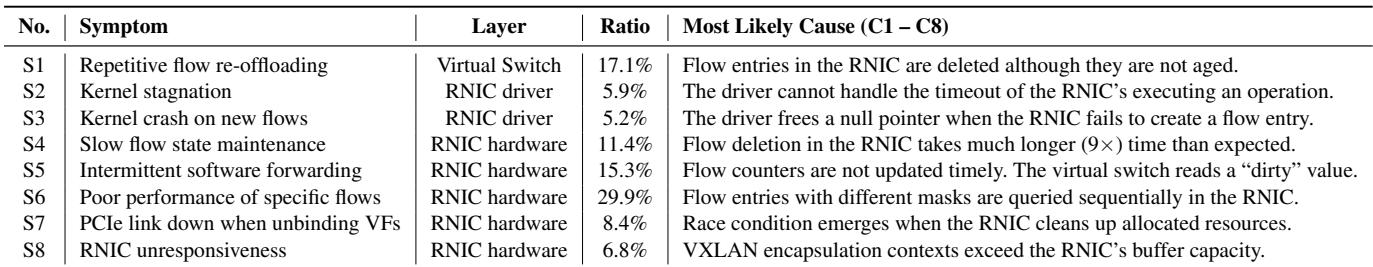 No. Symptom Layer Ratio Most Likely Cause (C1 – C8)
S1 Repetitive flow re-offloading Virtual Switch 17.1% Flow entries in the RNIC are deleted although they are not aged.
S2 Kernel stagnation RNIC driver 5.9% The driver cannot handle the timeout of the RNIC's executing an operation.
S3 Kernel crash on new flows RNIC driver 5.2% The driver frees a null pointer when the RNIC fails to create a flow entry.
S4 Slow flow state maintenance RNIC hardware 11.4% Flow deletion in the RNIC takes much longer (9×) time than expected.
S5 Intermittent software forwarding RNIC hardware 15.3% Flow counters are not updated timely. The virtual switch reads a “dirty” value.
S6 Poor performance of specific flows RNIC hardware 29.9% Flow entries with different masks are queried sequentially in the RNIC.
S7 PCIe link down when unbinding VFs RNIC hardware 8.4% Race condition emerges when the RNIC cleans up allocated resources.
S8 RNIC unresponsiveness RNIC hardware 6.8% VXLAN encapsulation contexts exceed the RNIC's buffer capacity.